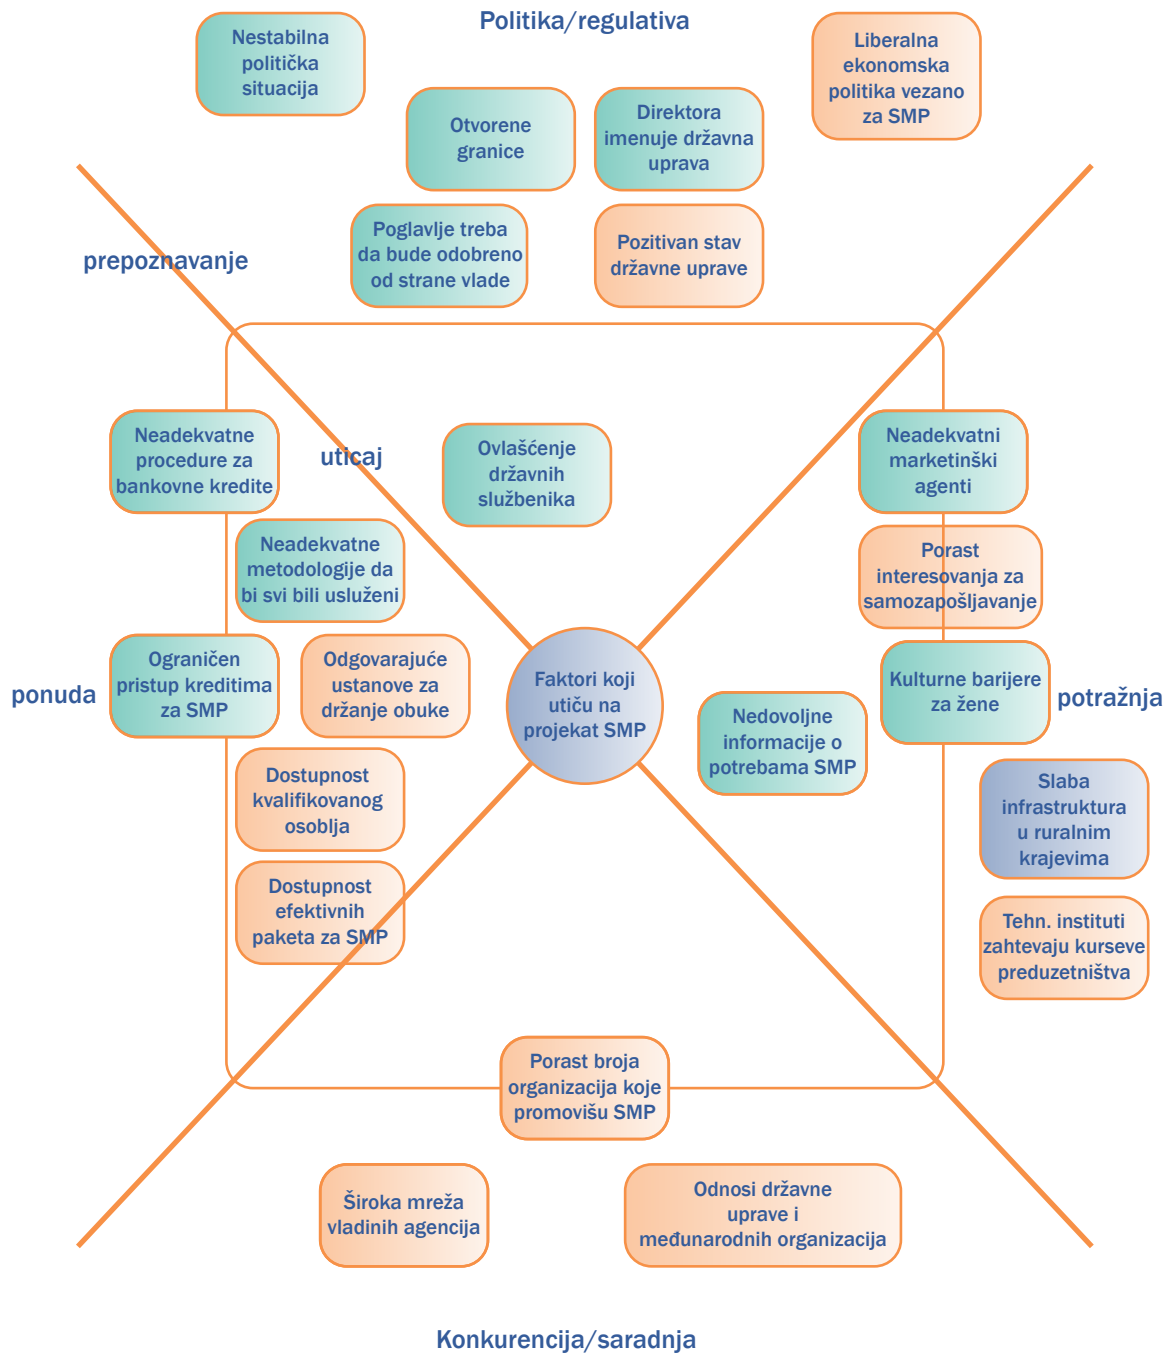 Politika/regulativa
Nestabilna
politička
situacija
Liberalna
ekonomska
politika vezano
za SMP
Otvorene
granice
Direktora
imenuje državna
uprava
Poglavlje treba
da bude odobreno
od strane vlade
Pozitivan stav
državne uprave
prepoznavanje
Neadekvatne
procedure za
bankovne kredite
uticaj
Ovlašćenje
državnih
službenika
Neadekvatni
marketinški
agenti
Neadekvatne
metodologije da
bi svi bili usluženi
Porast
interesovanja za
samozapošljavanje
ponuda
Ograničen
pristup kreditima
za SMP
Odgovarajuće
ustanove za
držanje obuke
Faktori koji
utiču na
projekat SMP
Nedovoljne
informacije o
potrebama SMP
Kulturne barijere
za žene
potražnja
Dostupnost
kvalifikovanog
osoblja
Slaba
infrastruktura
u ruralnim
krajevima
Dostupnost
efektivnih
paketa za SMP
Tehn. instituti
zahtevaju kurseve
preduzetništva
Porast broja
organizacija koje
promovišu SMP
Široka mreža
vladinih agencija
Odnosi državne
uprave i
međunarodnih organizacija
Konkurencija/saradnja